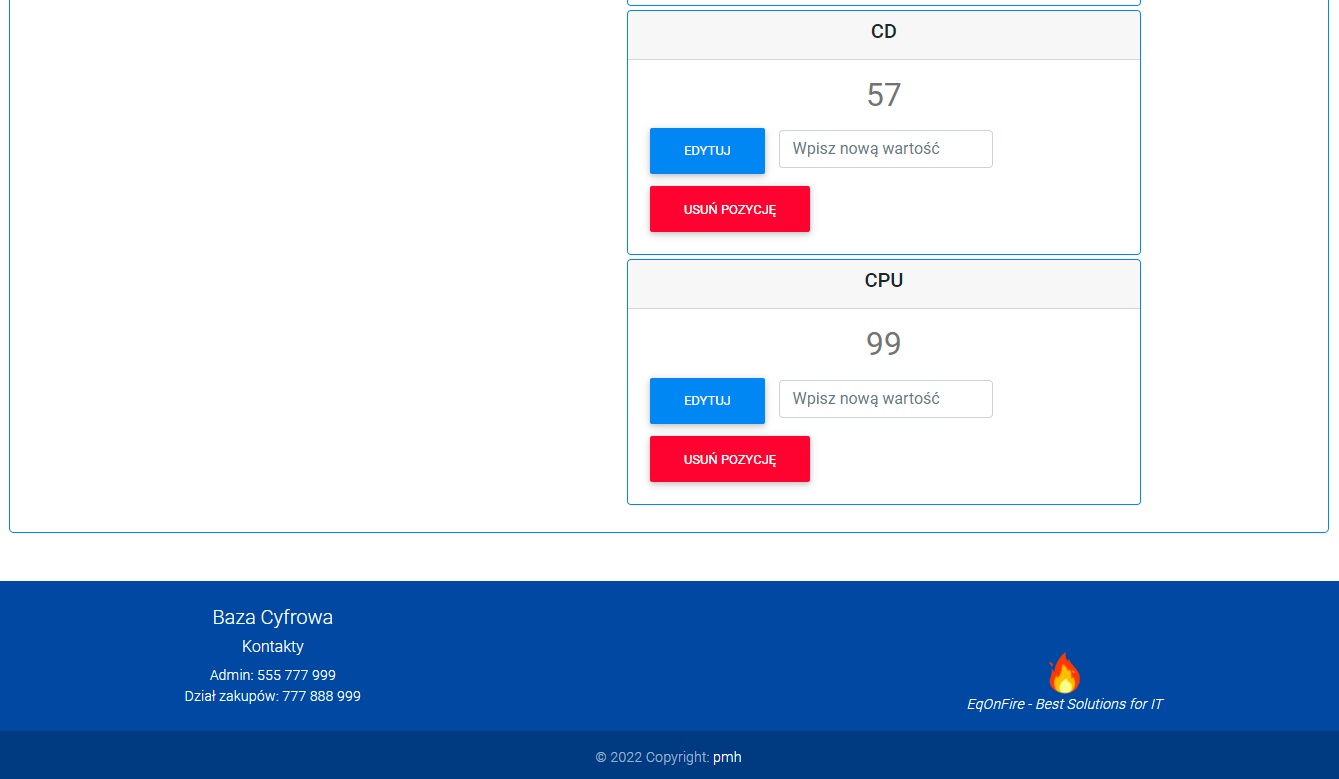 CD
57
EDYTUJ
Wpisz nową wartość
USUŃ POZYCJĘ
CPU
99
EDYTUJ
Wpisz nową wartość
USUŃ POZYCJĘ
Baza Cyfrowa
Kontakty
Admin: 555 777 999
Dział zakupów: 777 888 999
EqOnFire - Best Solutions for IT
© 2022 Copyright: pmh